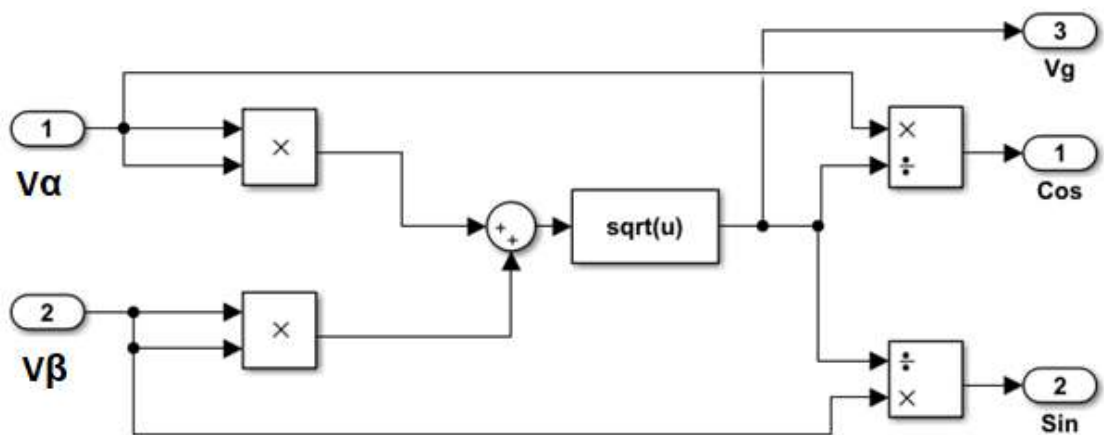 3
Vg
1
Vα
×
×
÷
1
Cos
+
+
sqrt(u)
2
Vβ
×
÷
×
2
Sin